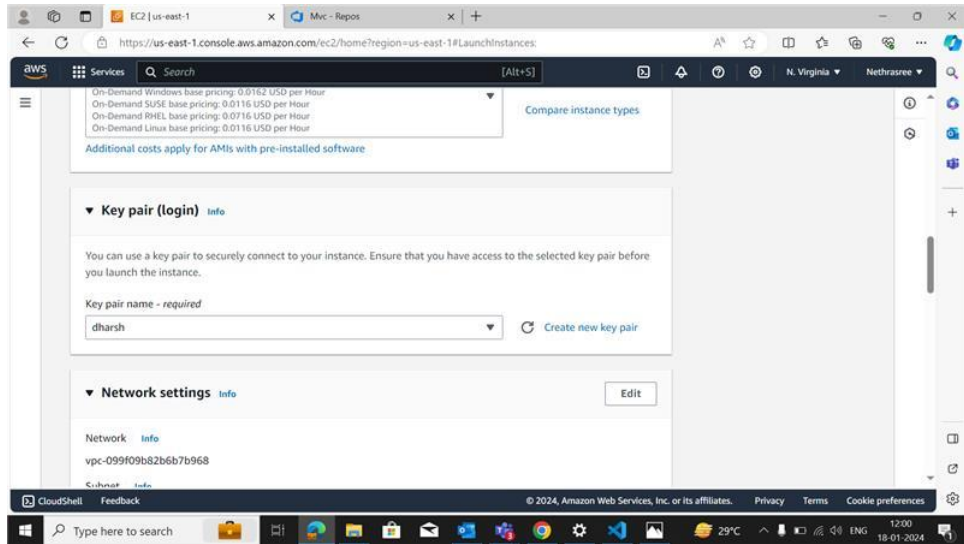 EC2 | us-east-1
Mvc - Repos
https://us-east-1.console.aws.amazon.com/ec2/home?region=us-east-1#LaunchInstances:
aws
Services
Search
[Alt+S]
N. Virginia
Nethrasree
On-Demand Windows base pricing: 0.0162 USD per Hour
On-Demand SUSE base pricing: 0.0116 USD per Hour
On-Demand RHEL base pricing: 0.0716 USD per Hour
On-Demand Linux base pricing: 0.0116 USD per Hour
Compare instance types
Additional costs apply for AMIs with pre-installed software
Key pair (login) Info
You can use a key pair to securely connect to your instance. Ensure that you have access to the selected key pair before
you launch the instance.
Key pair name - required
dharsh
Create new key pair
Network settings Info
Edit
Network Info
vpc-099f09b82b6b7b968
Subnet Info
CloudShell Feedback
© 2024, Amazon Web Services, Inc. or its affiliates. Privacy Terms Cookie preferences
Type here to search
29°C
ENG
12:00
18-01-2024